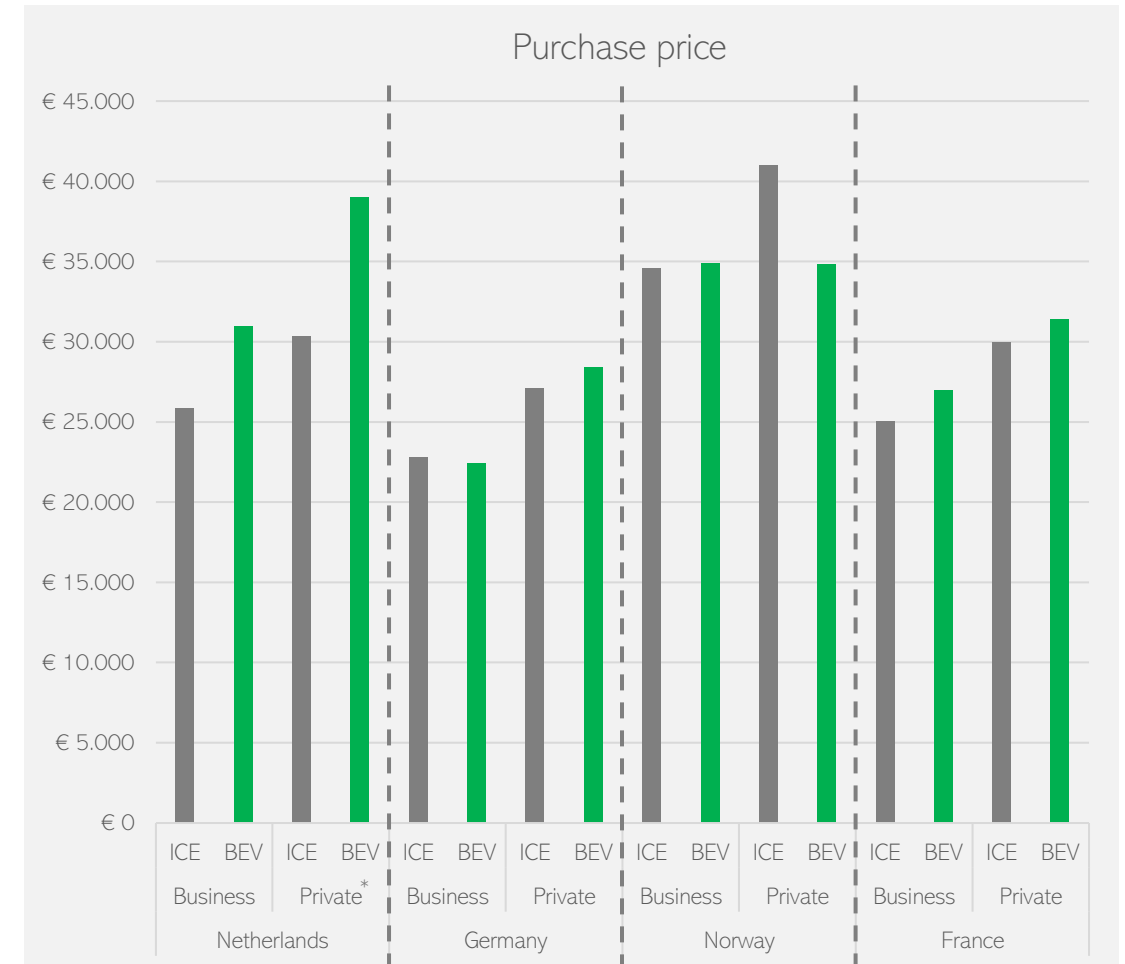 Purchase price
€ 45.000
€ 40.000
€ 35.000
€ 30.000
€ 25.000
€ 20.000
€ 15.000
€ 10.000
€ 5.000
€ 0
ICE BEV ICE BEV ICE BEV ICE BEV ICE BEV ICE BEV ICE BEV ICE BEV
Business Private* Business Private Business Private Business Private
Netherlands Germany Norway France